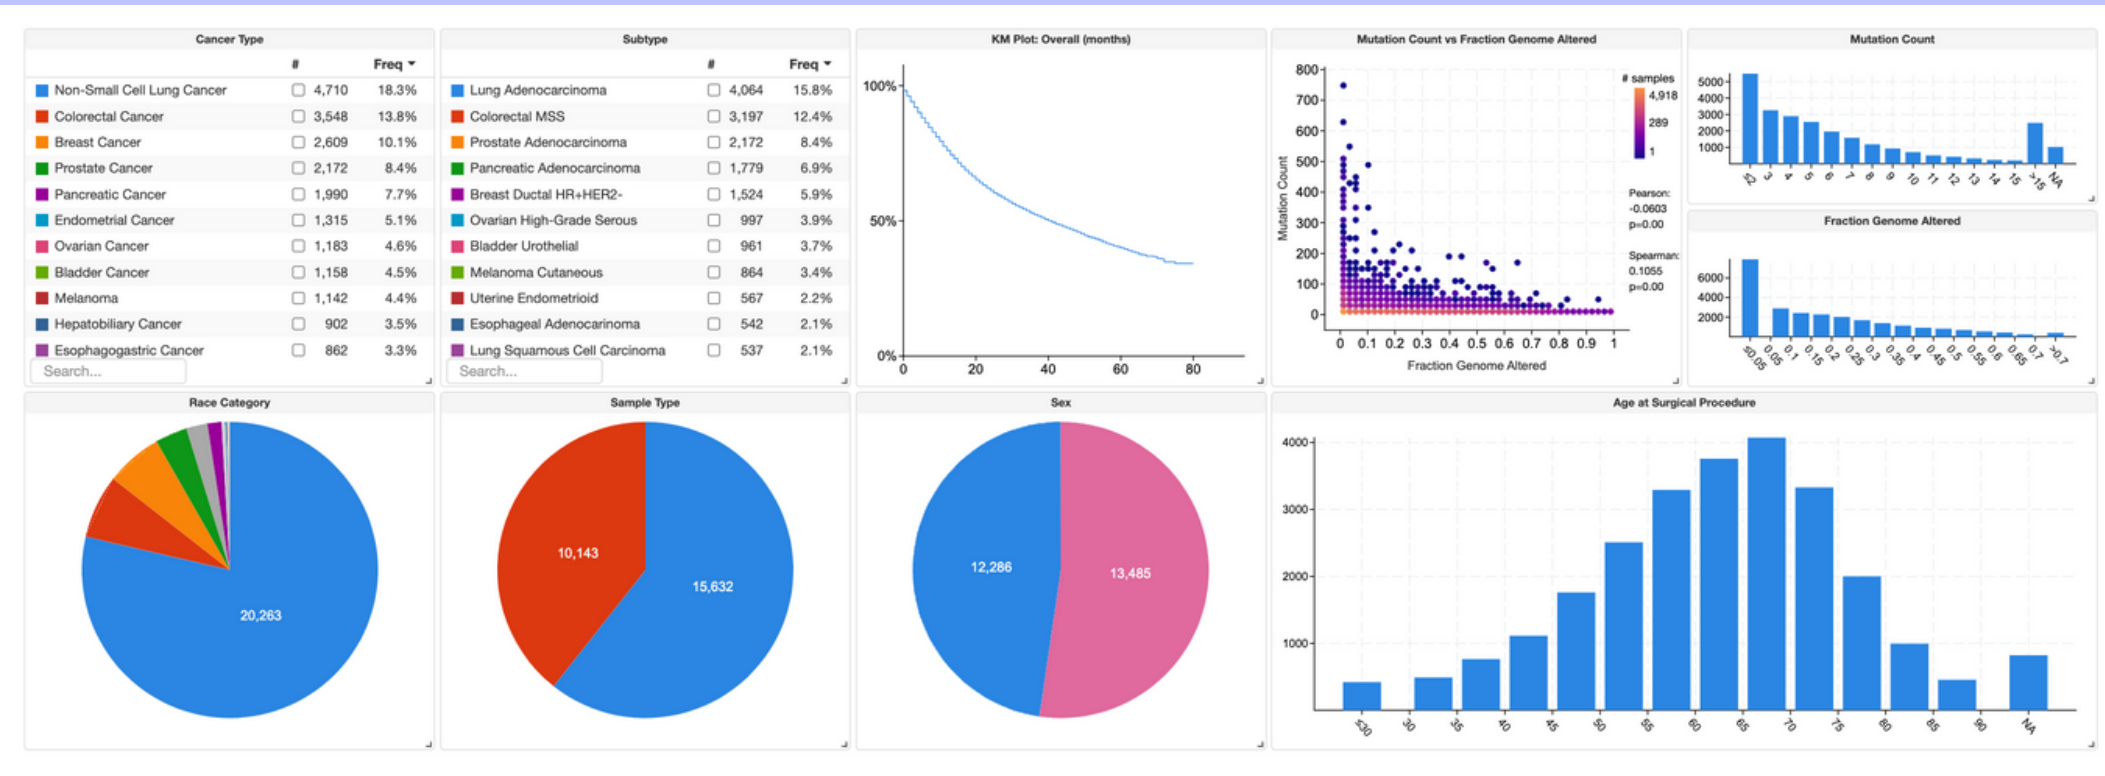 Cancer Type
# Freq
Non-Small Cell Lung Cancer 4,710 18.3%
Colorectal Cancer 3,548 13.8%
Breast Cancer 2,609 10.1%
Prostate Cancer 2,172 8.4%
Pancreatic Cancer 1,990 7.7%
Endometrial Cancer 1,315 5.1%
Ovarian Cancer 1,183 4.6%
Bladder Cancer 1,158 4.5%
Melanoma 1,142 4.4%
Hepatobiliary Cancer 902 3.5%
Esophagogastric Cancer 862 3.3%
Search...
Subtype
# Freq
Lung Adenocarcinoma 4,064 15.8%
Colorectal MSS 3,197 12.4%
Prostate Adenocarcinoma 2,172 8.4%
Pancreatic Adenocarcinoma 1,779 6.9%
Breast Ductal HR+HER2- 1,524 5.9%
Ovarian High-Grade Serous 997 3.9%
Bladder Urothelial 961 3.7%
Melanoma Cutaneous 864 3.4%
Uterine Endometrioid 567 2.2%
Esophageal Adenocarinoma 542 2.1%
Lung Squamous Cell Carcinoma 537 2.1%
Search...
KM Plot: Overall (months)
100%
50%
0%
0 20 40 60 80
Mutation Count vs Fraction Genome Altered
Mutation Count
800
700
600
500
400
300
200
100
0
0 0.1 0.2 0.3 0.4 0.5 0.6 0.7 0.8 0.9 1
Fraction Genome Altered
# samples
4,918
289
1
Pearson:
-0.0603
p=0.00
Spearman:
0.1055
p=0.00
Mutation Count
5000
4000
3000
2000
1000
≤2 3 4 5 6 7 8 9 10 11 12 13 14 15 >15 NA
Fraction Genome Altered
6000
4000
2000
≤0.05 0.05 0.1 0.15 0.2 0.25 0.3 0.35 0.4 0.45 0.5 0.55 0.6 0.65 0.7 >0.7
Race Category
20,263
Sample Type
10,143
15,632
Sex
12,286
13,485
Age at Surgical Procedure
4000
3000
2000
1000
≤30 30 35 40 45 50 55 60 65 70 75 80 85 90 NA